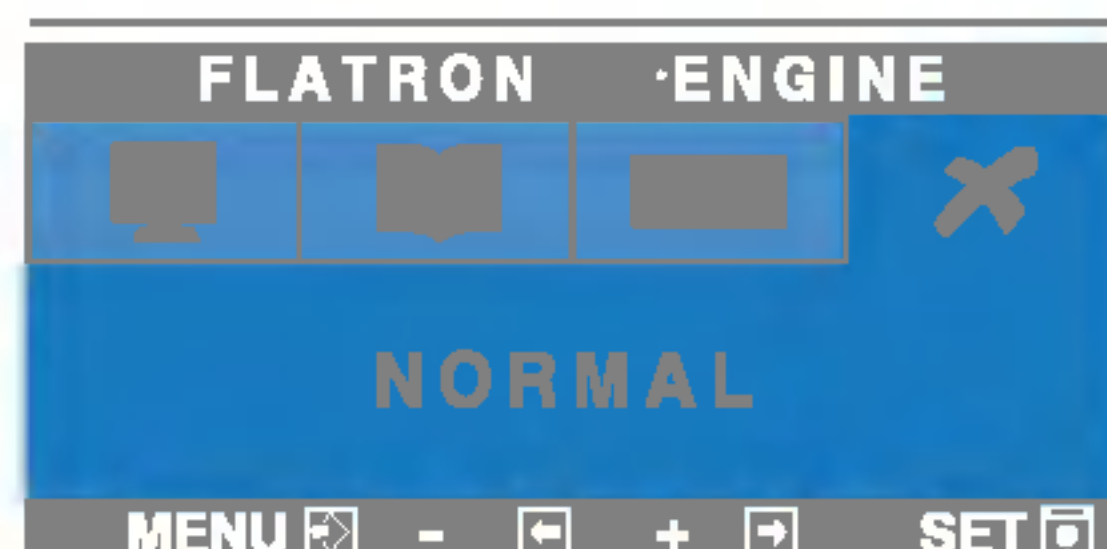 FLATRON ·ENGINE
NORMAL
MENU - ← + → SET